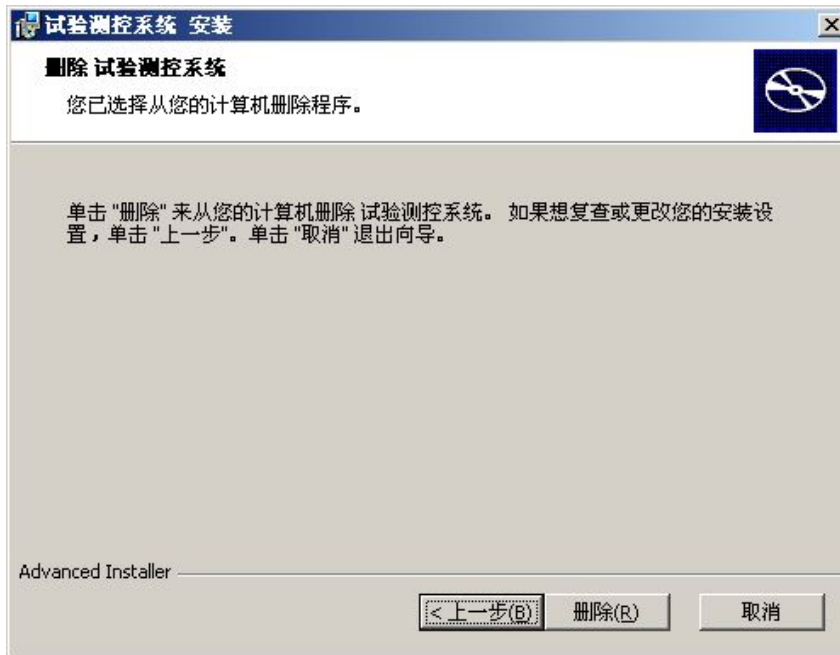 试验测控系统 安装
删除 试验测控系统
您已选择从您的计算机删除程序。
单击 "删除" 来从您的计算机删除 试验测控系统。 如果想复查或更改您的安装设
置，单击 "上一步"。单击 "取消" 退出向导。
Advanced Installer
< 上一步(B) 删除(R) 取消